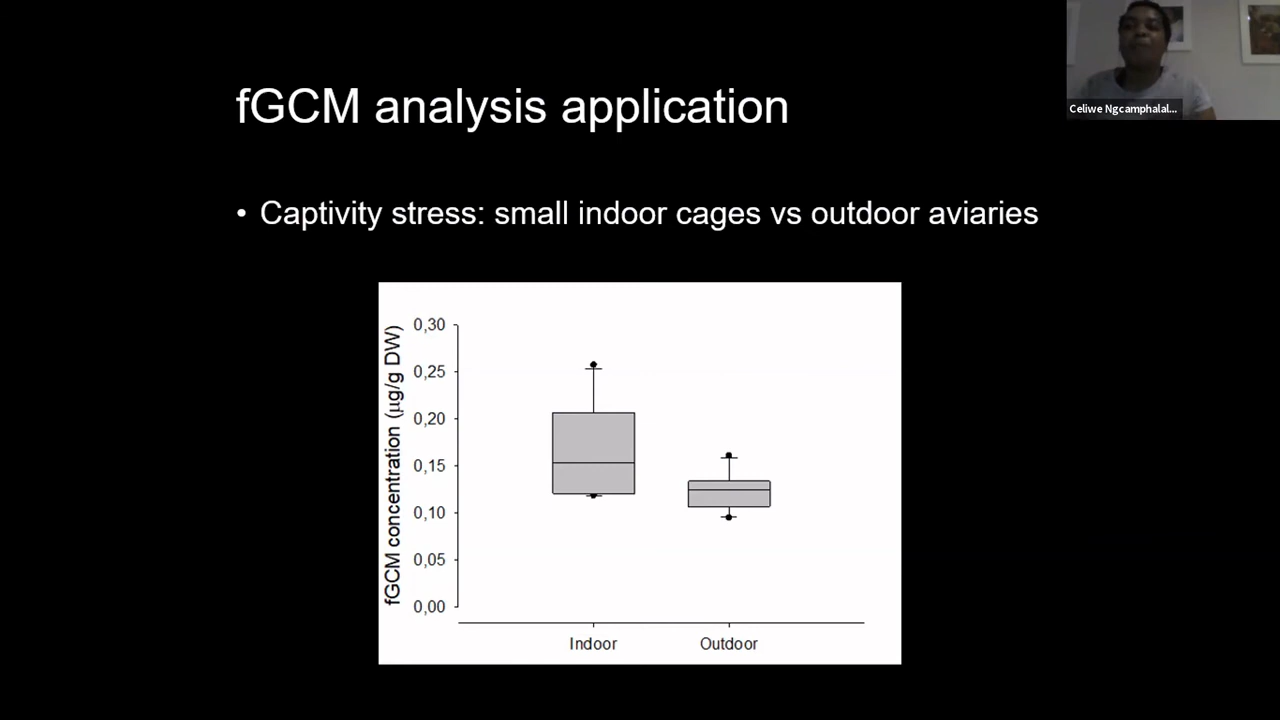 fGCM analysis application
Celiwe Ngcamphalal...
• Captivity stress: small indoor cages vs outdoor aviaries
fGCM concentration (µg/g DW)
0,30
0,25
0,20
0,15
0,10
0,05
0,00
Indoor
Outdoor